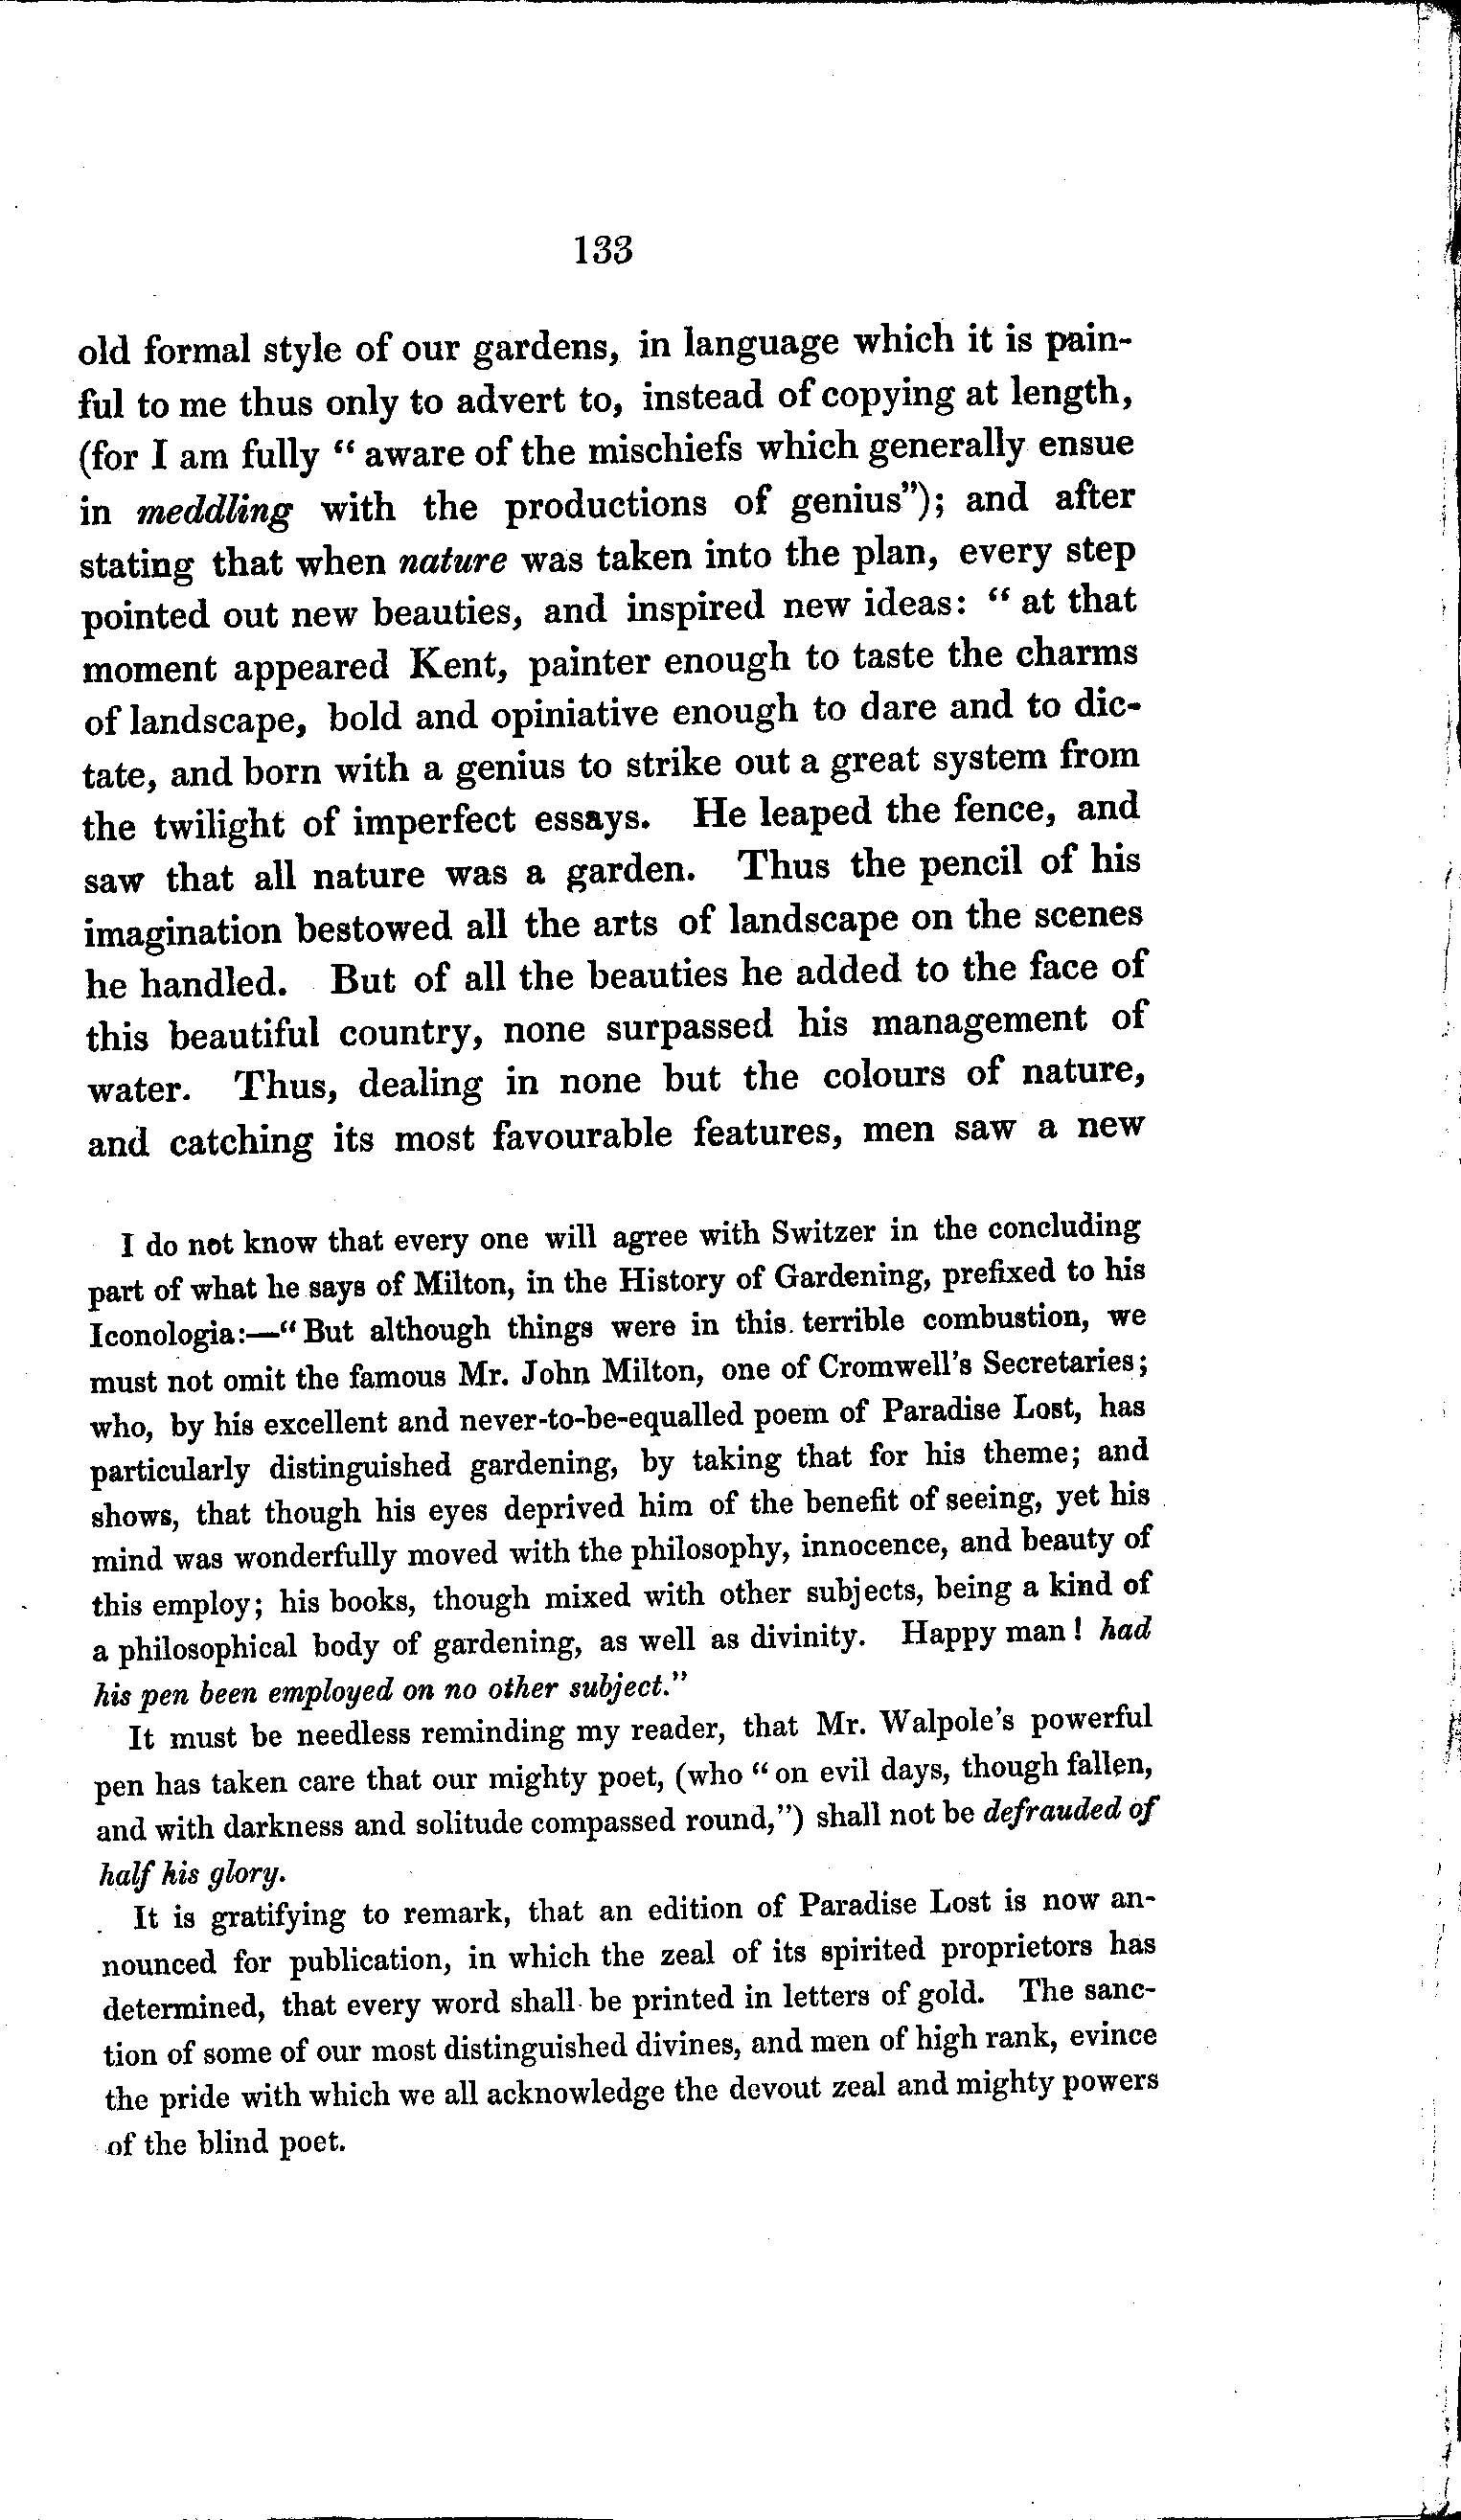 133
old formal style of our gardens, in language which it is pain-
ful to me thus only to advert to, instead of copying at length,
(for I am fully “ aware of the mischiefs which generally ensue
in meddling with the productions of genius”); and after
stating that when nature was taken into the plan, every step
pointed out new beauties, and inspired new ideas: “ at that
moment appeared Kent, painter enough to taste the charms
of landscape, bold and opiniative enough to dare and to dic-
tate, and born with a genius to strike out a great system from
the twilight of imperfect essays. He leaped the fence, and
saw that all nature was a garden. Thus the pencil of his
imagination bestowed all the arts of landscape on the scenes
he handled. But of all the beauties he added to the face of
this beautiful country, none surpassed his management of
water. Thus, dealing in none but the colours of nature,
and catching its most favourable features, men saw a new
I do not know that every one will agree with Switzer in the concluding
part of what he says of Milton, in the History of Gardening, prefixed to his
Iconologia:—“ But although things were in this terrible combustion, we
must not omit the famous Mr. John Milton, one of Cromwell's Secretaries;
who, by his excellent and never-to-be-equalled poem of Paradise Lost, has
particularly distinguished gardening, by taking that for his theme; and
shows, that though his eyes deprived him of the benefit of seeing, yet his
mind was wonderfully moved with the philosophy, innocence, and beauty of
this employ; his books, though mixed with other subjects, being a kind of
a philosophical body of gardening, as well as divinity. Happy man! had
his pen been employed on no other subject.”
It must be needless reminding my reader, that Mr. Walpole's powerful
pen has taken care that our mighty poet, (who “ on evil days, though fallen,
and with darkness and solitude compassed round,”) shall not be defrauded of
half his glory.
It is gratifying to remark, that an edition of Paradise Lost is now an-
nounced for publication, in which the zeal of its spirited proprietors has
determined, that every word shall be printed in letters of gold. The sanc-
tion of some of our most distinguished divines, and men of high rank, evince
the pride with which we all acknowledge the devout zeal and mighty powers
of the blind poet.